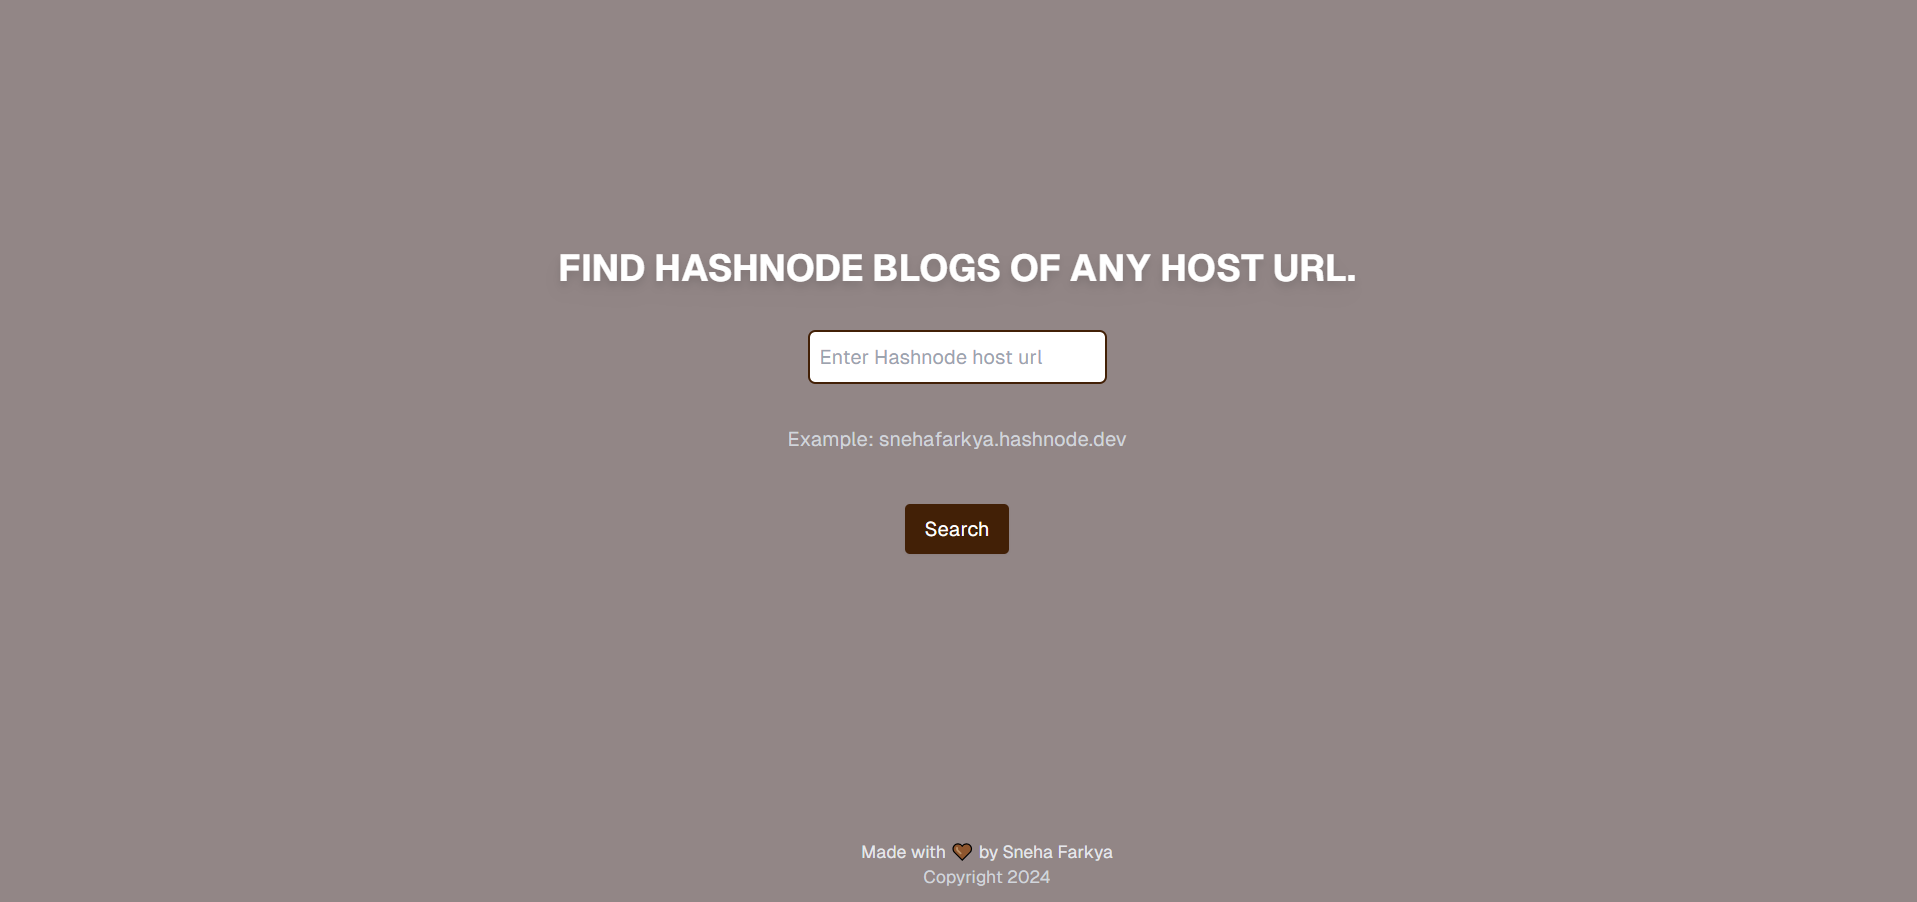 FIND HASHNODE BLOGS OF ANY HOST URL.
Enter Hashnode host url
Example: snehafarkya.hashnode.dev
Search
Made with 🤎 by Sneha Farkya
Copyright 2024